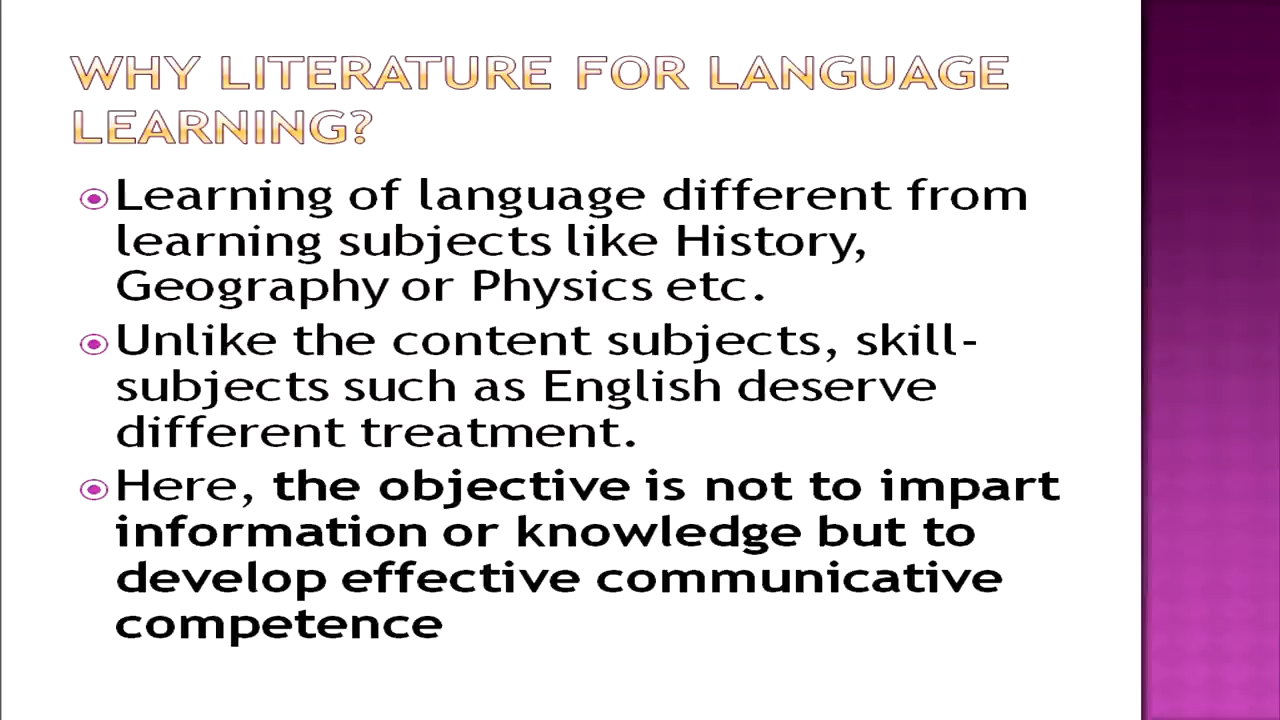 WHY LITERATURE FOR LANGUAGE
LEARNING?
Learning of language different from
learning subjects like History,
Geography or Physics etc.
Unlike the content subjects, skill-
subjects such as English deserve
different treatment.
Here, the objective is not to impart
information or knowledge but to
develop effective communicative
competence